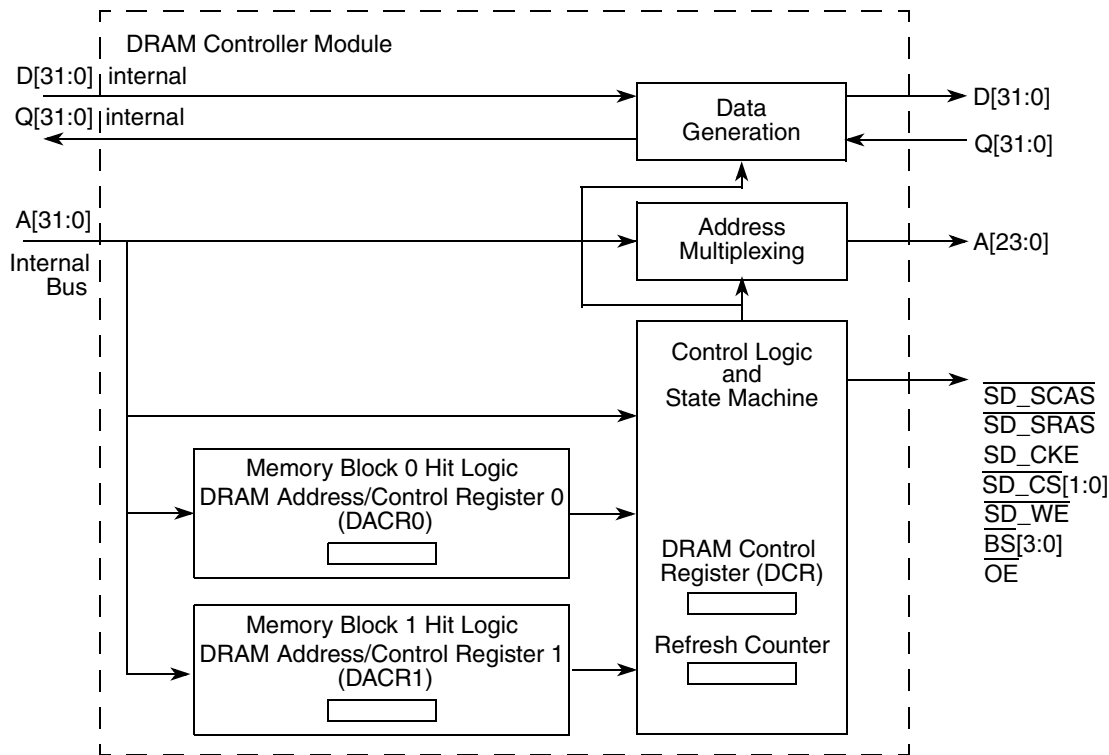 DRAM Controller Module
D[31:0] internal
D[31:0]
Q[31:0] internal
Q[31:0]
Data
Generation
A[31:0]
Internal
Bus
Address
Multiplexing
A[23:0]
Control Logic
and
State Machine
SD_SCAS
SD_SRAS
SD_CKE
SD_CS[1:0]
SD_WE
BS[3:0]
OE
Memory Block 0 Hit Logic
DRAM Address/Control Register 0
(DACR0)
DRAM Control
Register (DCR)
Refresh Counter
Memory Block 1 Hit Logic
DRAM Address/Control Register 1
(DACR1)